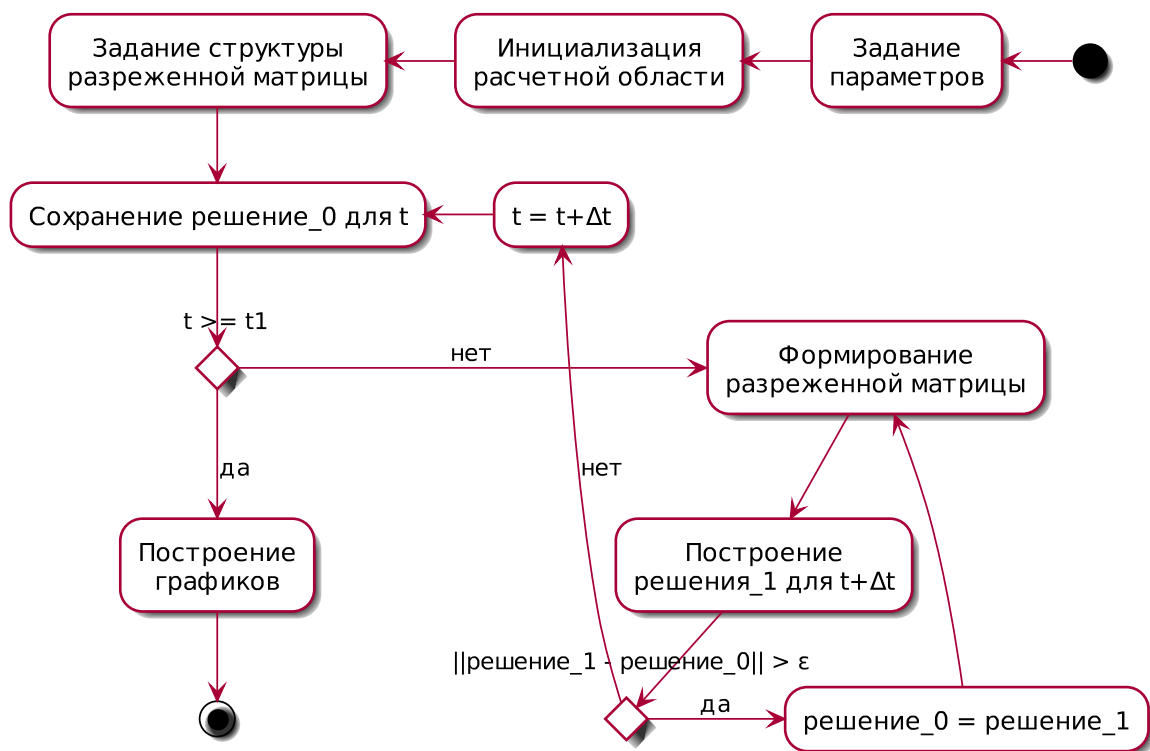 Задание структуры
разреженной матрицы
Инициализация
расчетной области
Задание
параметров
Сохранение решение_0 для t
t = t+Δt
t >= t1
нет
Формирование
разреженной матрицы
да
нет
Построение
графиков
Построение
решения_1 для t+Δt
||решение_1 - решение_0|| > ε
да
решение_0 = решение_1